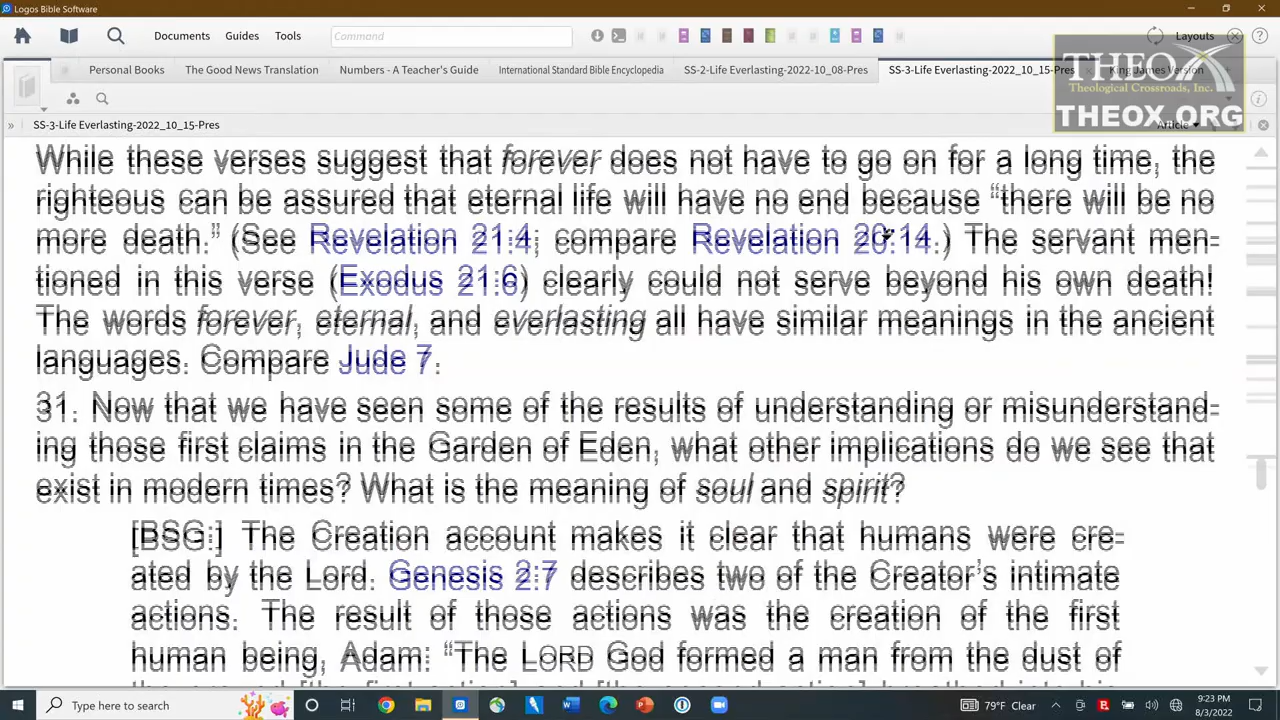 Logos Bible Software
Documents Guides Tools Command Layouts
Personal Books The Good News Translation International Standard Bible Encyclopedia SS-2-Life Everlasting-2022-10_08-Pres SS-3-Life Everlasting-2022_10_15-Pres King James Version
THEOX
Theological Crossroads, Inc.
THEOX.ORG
SS-3-Life Everlasting-2022_10_15-Pres Article
While these verses suggest that forever does not have to go on for a long time, the
righteous can be assured that eternal life will have no end because “there will be no
more death.” (See Revelation 21:4; compare Revelation 20:14.) The servant men-
tioned in this verse (Exodus 21:6) clearly could not serve beyond his own death!
The words forever, eternal, and everlasting all have similar meanings in the ancient
languages. Compare Jude 7.
31. Now that we have seen some of the results of understanding or misunderstand-
ing those first claims in the Garden of Eden, what other implications do we see that
exist in modern times? What is the meaning of soul and spirit?
[BSG:] The Creation account makes it clear that humans were cre-
ated by the Lord. Genesis 2:7 describes two of the Creator’s intimate
actions. The result of those actions was the creation of the first
human being, Adam: “The LORD God formed a man from the dust of
Type here to search
79°F Clear
9:23 PM
8/3/2022